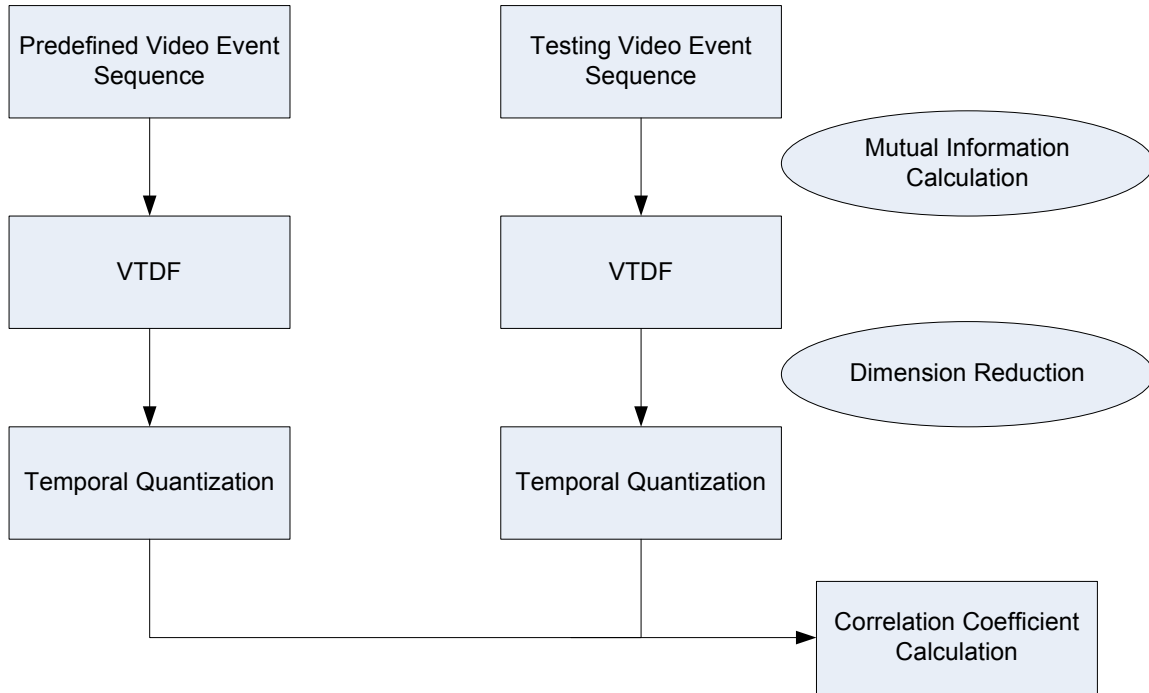 Predefined Video Event
Sequence
Testing Video Event
Sequence
Mutual Information
Calculation
VTDF
VTDF
Dimension Reduction
Temporal Quantization
Temporal Quantization
Correlation Coefficient
Calculation